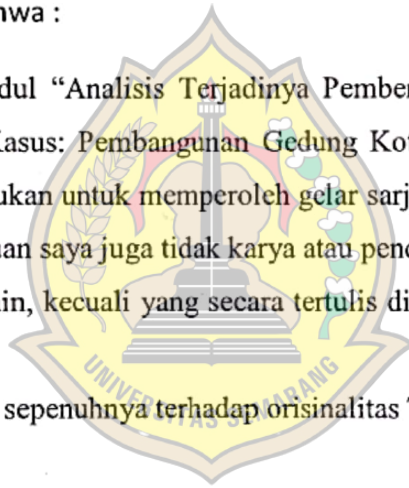 hwa :
dul “Analisis Terjadinya Pember
Kasus: Pembangunan Gedung Kot
ukan untuk memperoleh gelar sarj
uan saya juga tidak karya atau pend
in, kecuali yang secara tertulis di
sepenuhnya terhadap orisinalitas T
UNIVERSITAS SEMARANG